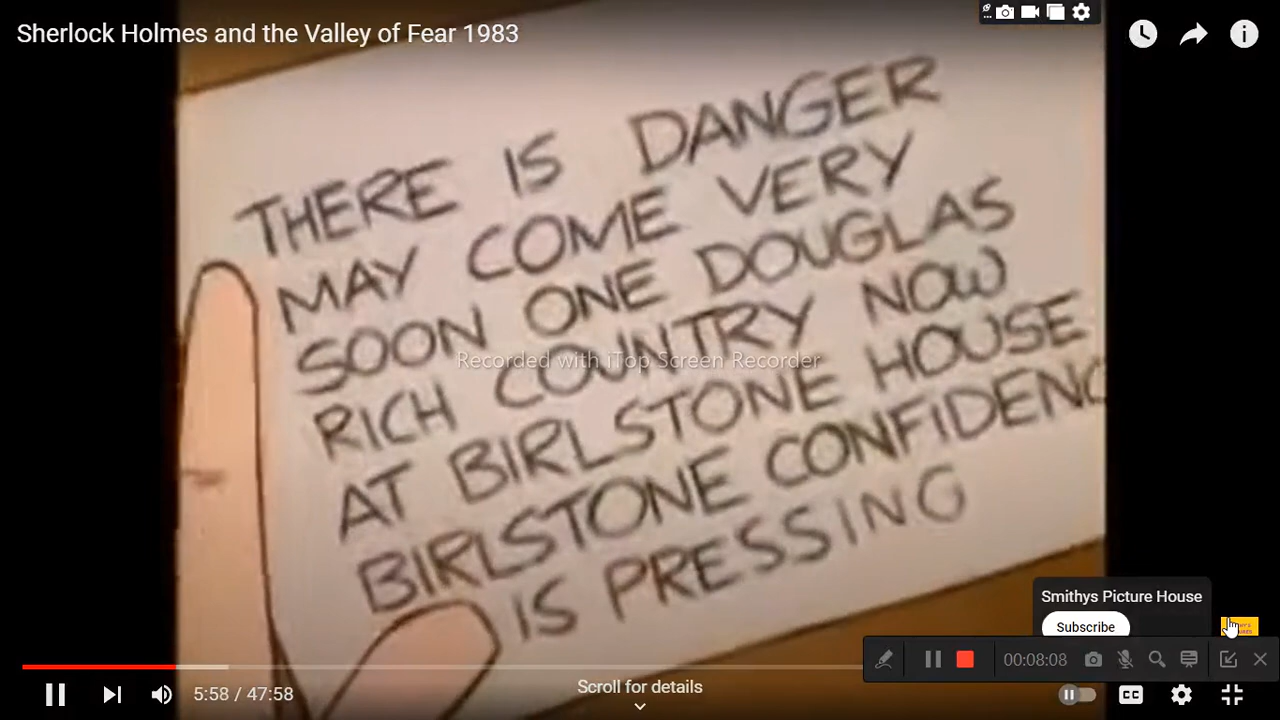 Sherlock Holmes and the Valley of Fear 1983
THERE IS DANGER
MAY COME VERY
SOON ONE DOUGLAS
RICH COUNTRY NOW
Recorded with iTop Screen Recorder
AT BIRLSTONE HOUSE
BIRLSTONE CONFIDENC
IS PRESSING
Smithys Picture House
Subscribe
00:08:08
5:58 / 47:58
Scroll for details
CC